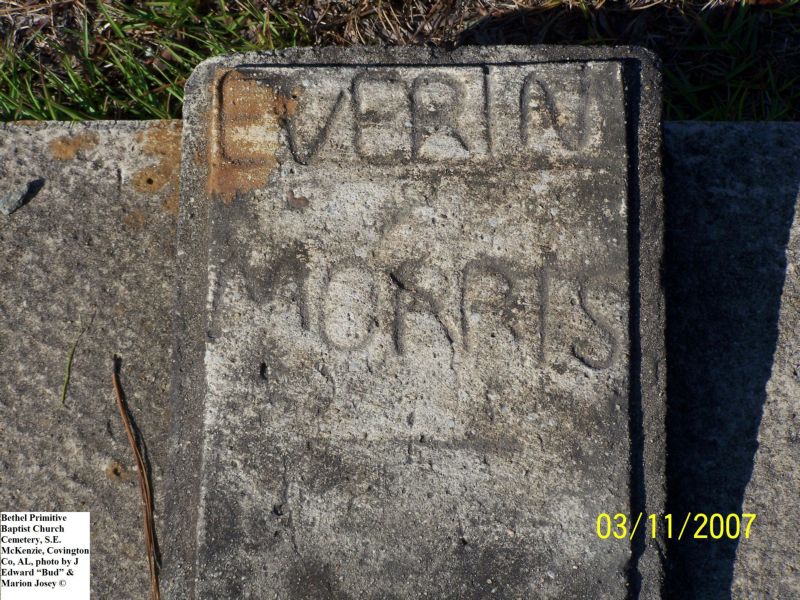 EVERIN
MORRIS
03/11/2007
Bethel Primitive
Baptist Church
Cemetery, S.E.
McKenzie, Covington
Co, AL, photo by J
Edward “Bud” &
Marion Josey ©